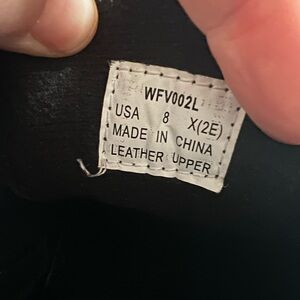 WFV002L
USA 8 X(2E)
MADE IN CHINA
LEATHER UPPER